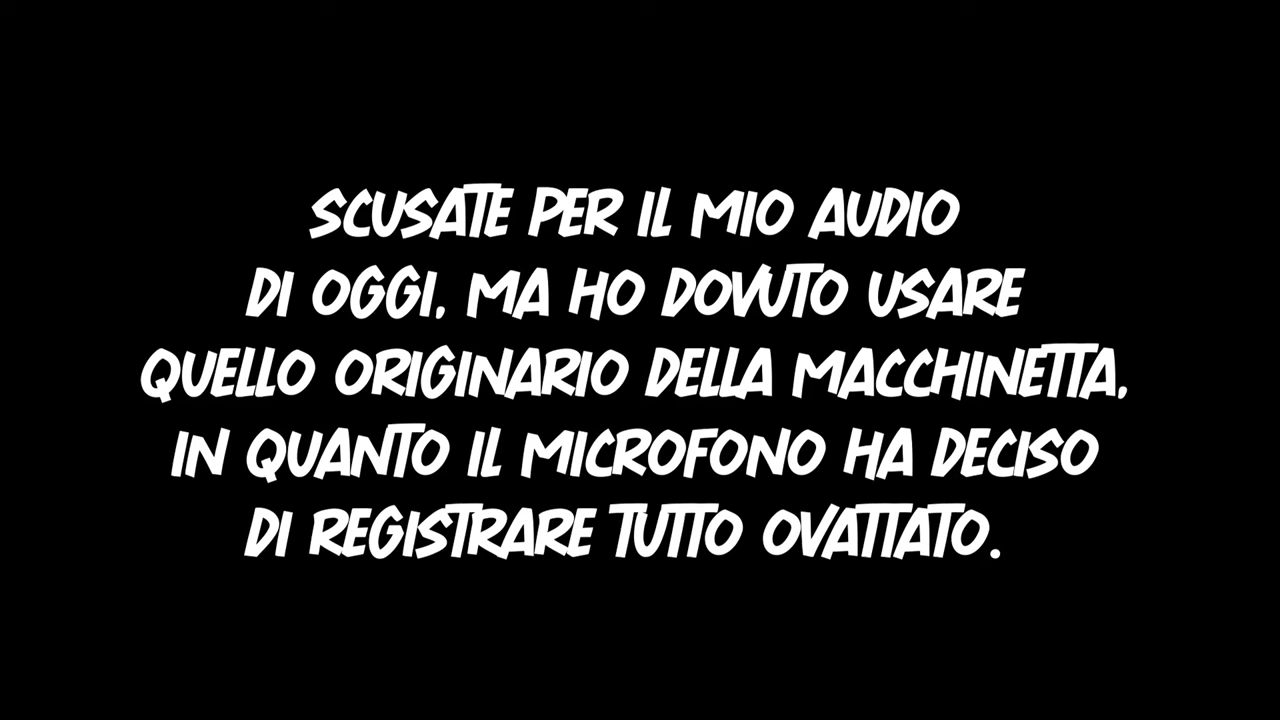 SCUSATE PER IL MIO AUDIO
DI OGGI, MA HO DOVUTO USARE
QUELLO ORIGINARIO DELLA MACCHINETTA,
IN QUANTO IL MICROFONO HA DECISO
DI REGISTRARE TUTTO OVATTATO.